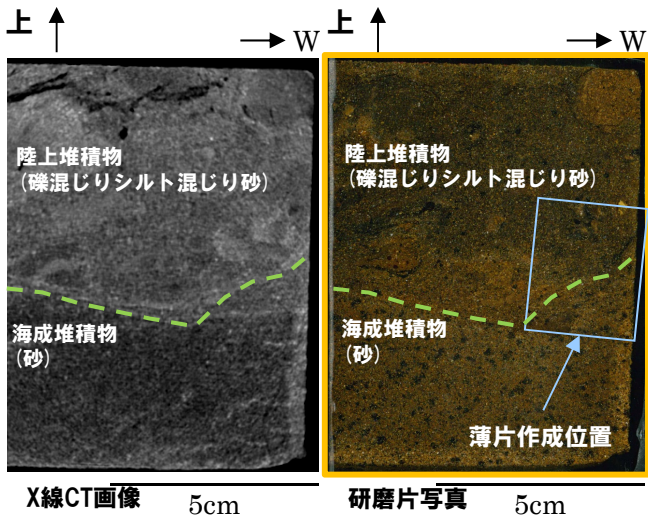 上
W
上
W
陸上堆積物
(礫混じりシルト混じり砂)
陸上堆積物
(礫混じりシルト混じり砂)
海成堆積物
(砂)
海成堆積物
(砂)
薄片作成位置
X線CT画像
5cm
研磨片写真
5cm